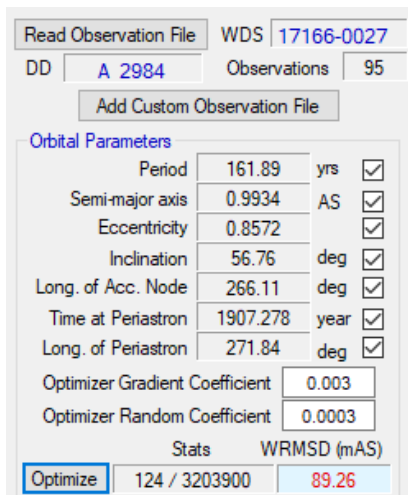 Read Observation File WDS 17166-0027
DD A 2984 Observations 95
Add Custom Observation File
Orbital Parameters
Period 161.89 yrs
Semi-major axis 0.9934 AS
Eccentricity 0.8572
Inclination 56.76 deg
Long. of Acc. Node 266.11 deg
Time at Periastron 1907.278 year
Long. of Periastron 271.84 deg
Optimizer Gradient Coefficient 0.003
Optimizer Random Coefficient 0.0003
Stats WRMSD (mAS)
Optimize 124 / 3203900 89.26